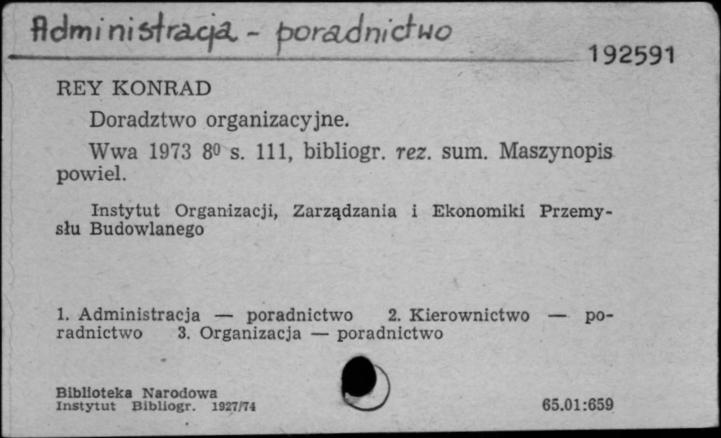 Administracja - poradnictwo
192591
REY KONRAD
Doradztwo organizacyjne.
Wwa 1973 8⁰ s. 111, bibliogr. rez. sum. Maszynopis
powiel.
Instytut Organizacji, Zarządzania i Ekonomiki Przemy-
słu Budowlanego
1. Administracja — poradnictwo 2. Kierownictwo — po-
radnictwo 3. Organizacja — poradnictwo
Biblioteka Narodowa
Instytut Bibliogr. 1927/74
65.01:659